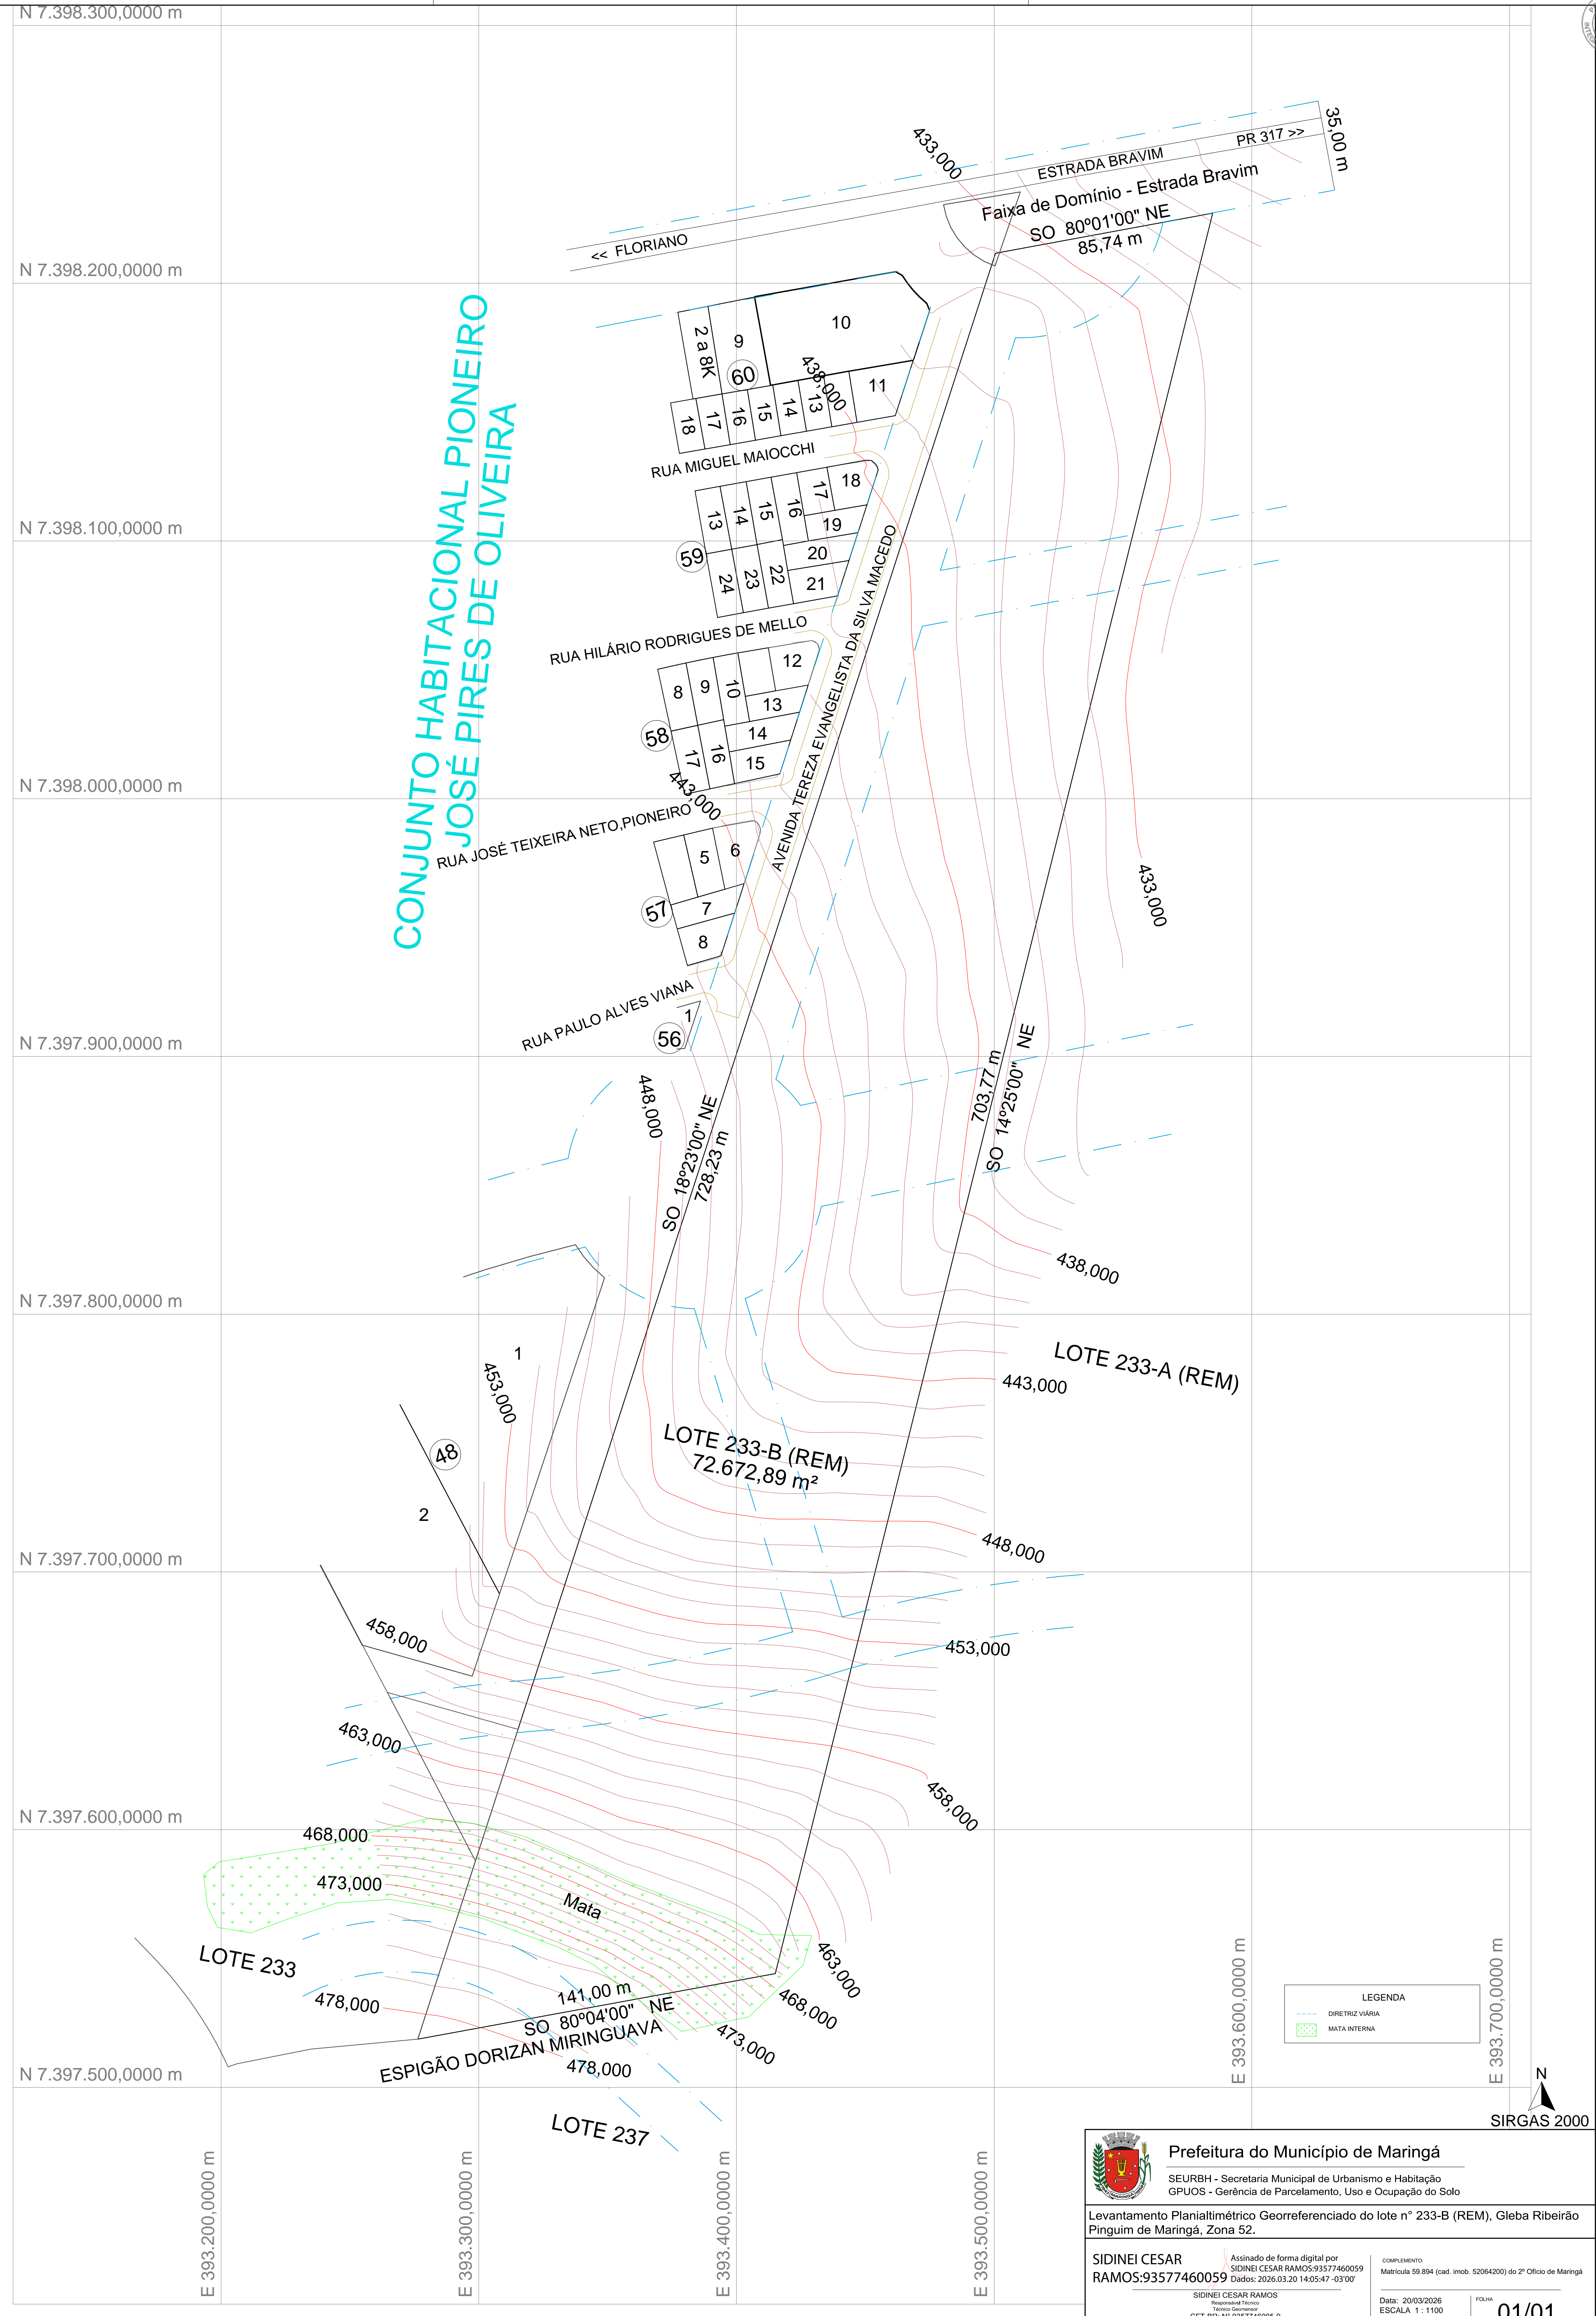 N 7.398.300,0000 m
N 7.398.200,0000 m
N 7.398.100,0000 m
N 7.398.000,0000 m
N 7.397.900,0000 m
N 7.397.800,0000 m
N 7.397.700,0000 m
N 7.397.600,0000 m
N 7.397.500,0000 m
E 393.200,0000 m
E 393.300,0000 m
E 393.400,0000 m
E 393.500,0000 m
E 393.600,0000 m
E 393.700,0000 m
35,00 m
PR 317 >>
ESTRADA BRAVIM
433,000
Faixa de Domínio - Estrada Bravim
SO 80º01'00" NE
85,74 m
<< FLORIANO
CONJUNTO HABITACIONAL PIONEIRO
JOSÉ PIRES DE OLIVEIRA
2 a 8K
9
10
60
438,000
11
18
17
16
15
14
13
RUA MIGUEL MAIOCCHI
13
14
15
16
17
18
19
20
21
59
24
23
22
RUA HILÁRIO RODRIGUES DE MELLO
AVENIDA TEREZA EVANGELISTA DA SILVA MACEDO
8
9
10
12
13
14
15
58
17
16
443,000
RUA JOSÉ TEIXEIRA NETO,PIONEIRO
5
6
57
7
8
433,000
RUA PAULO ALVES VIANA
1
56
448,000
SO 18º23'00" NE
728,23 m
703,77 m
SO 14º25'00" NE
438,000
LOTE 233-A (REM)
443,000
1
453,000
48
2
LOTE 233-B (REM)
72.672,89 m²
448,000
458,000
453,000
463,000
458,000
468,000
473,000
Mata
LOTE 233
478,000
463,000
468,000
473,000
141,00 m
SO 80º04'00" NE
ESPIGÃO DORIZAN MIRINGUAVA
478,000
LOTE 237
LEGENDA
DIRETRIZ VIÁRIA
MATA INTERNA
N
SIRGAS 2000
Prefeitura do Município de Maringá
SEURBH - Secretaria Municipal de Urbanismo e Habitação
GPUOS - Gerência de Parcelamento, Uso e Ocupação do Solo
Levantamento Planialtimétrico Georreferenciado do lote n° 233-B (REM), Gleba Ribeirão
Pinguim de Maringá, Zona 52.
SIDINEI CESAR
RAMOS:93577460059
Assinado de forma digital por
SIDINEI CESAR RAMOS:93577460059
Dados: 2026.03.20 14:05:47 -03'00'
SIDINEI CESAR RAMOS
Responsável Técnico
Técnico Geomensor
COMPLEMENTO:
Matrícula 59.894 (cad. imob. 52064200) do 2º Ofício de Maringá
Data: 20/03/2026
ESCALA 1 : 1100
FOLHA
01/01